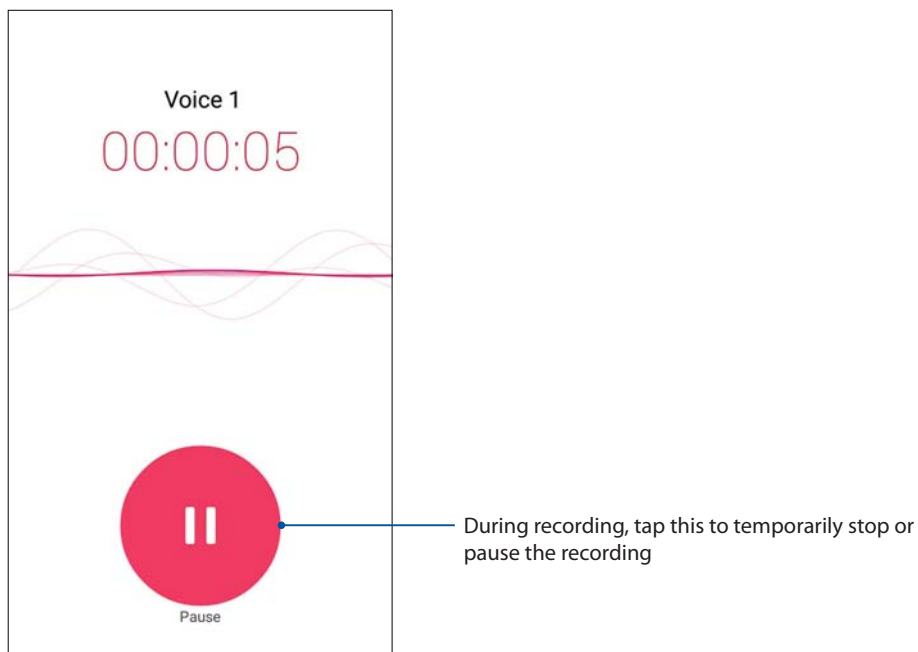 Voice 1
00:00:05
During recording, tap this to temporarily stop or
pause the recording
Pause